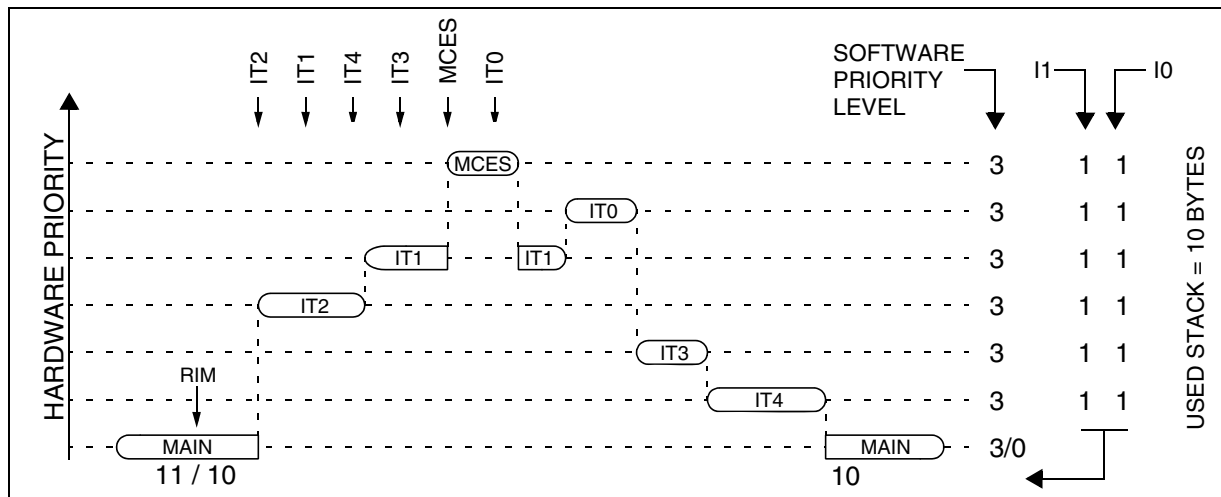 IT2
IT1
IT4
IT3
MCES
IT0
SOFTWARE
PRIORITY
LEVEL
I1
I0
HARDWARE PRIORITY
USED STACK = 10 BYTES
MCES
3
1 1
IT0
3
1 1
IT1
IT1
3
1 1
IT2
3
1 1
IT3
3
1 1
RIM
IT4
3
1 1
MAIN
MAIN
3/0
11 / 10
10